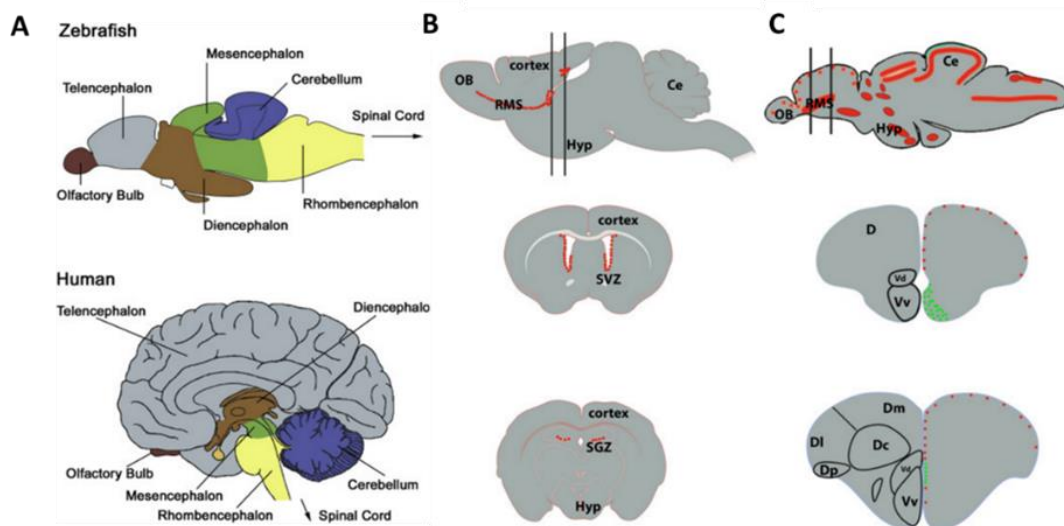 A
Zebrafish
Mesencephalon
Cerebellum
Telencephalon
Spinal Cord
Olfactory Bulb
Rhombencephalon
Diencephalon
Human
Telencephalon
Diencephalo
Olfactory Bulb
Mesencephalon
Rhombencephalon
Cerebellum
Spinal Cord
B
cortex
OB
RMS
Ce
Hyp
cortex
SVZ
cortex
SGZ
Hyp
C
Ce
RMS
OB
Hyp
D
Vd
Vv
Dm
Dl
Dc
Dp
Vd
Vv